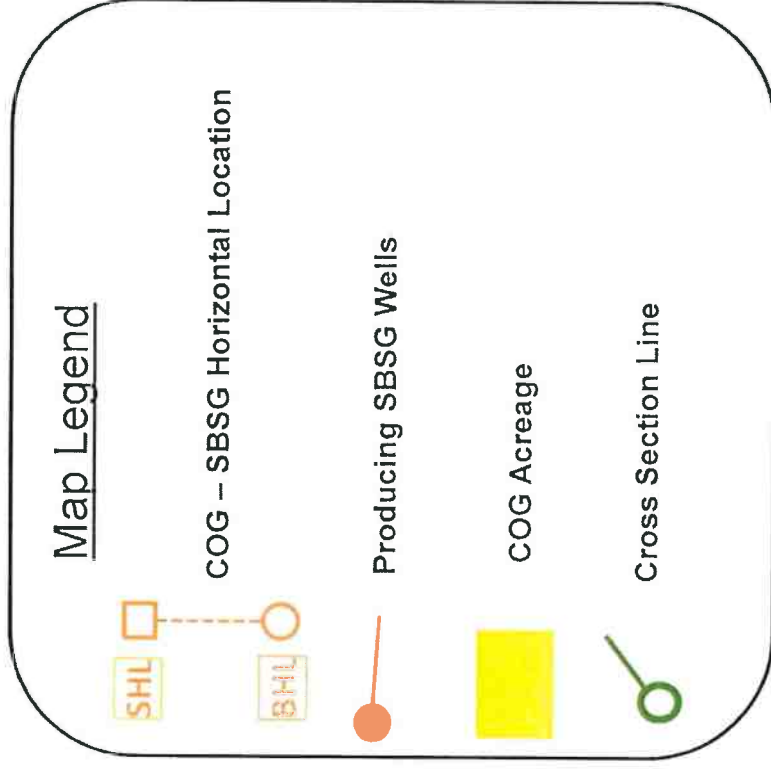 Map Legend
SHL
COG – SBSG Horizontal Location
BHL
Producing SBSG Wells
COG Acreage
Cross Section Line